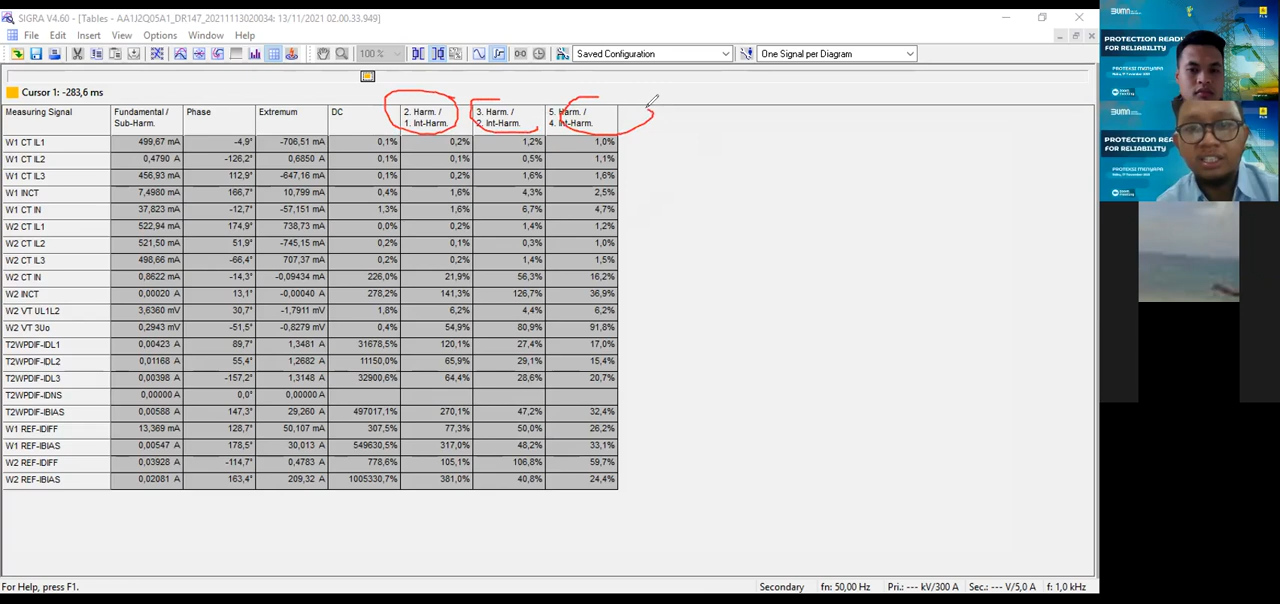 SIGRA V4.60 - [Tables - AA1J2Q05A1_DR147_20211113020034: 13/11/2021 02.00.33.949]
File Edit Insert View Options Window Help
100 % Saved Configuration One Signal per Diagram
Cursor 1: -283,6 ms
Measuring Signal Fundamental / Sub-Harm. Phase Extremum DC 2. Harm. / 1. Int-Harm. 3. Harm. / 2. Int-Harm. 5. Harm. / 4. Int-Harm.
W1 CT IL1 499,67 mA -4,9° -706,51 mA 0,1% 0,2% 1,2% 1,0%
W1 CT IL2 0,4790 A -126,2° 0,6850 A 0,1% 0,1% 0,5% 1,1%
W1 CT IL3 456,93 mA 112,9° -647,16 mA 0,1% 0,2% 1,6% 1,6%
W1 INCT 7,4980 mA 166,7° 10,799 mA 0,4% 1,6% 4,3% 2,5%
W1 CT IN 37,823 mA -12,7° -57,151 mA 1,3% 1,6% 6,7% 4,7%
W2 CT IL1 522,94 mA 174,9° 738,73 mA 0,0% 0,2% 1,4% 1,2%
W2 CT IL2 521,50 mA 51,9° -745,15 mA 0,2% 0,1% 0,3% 1,0%
W2 CT IL3 498,66 mA -66,4° 707,37 mA 0,2% 0,2% 1,4% 1,5%
W2 CT IN 0,8622 mA -14,3° -0,09434 mA 226,0% 21,9% 56,3% 16,2%
W2 INCT 0,00020 A 13,1° -0,00040 A 278,2% 141,3% 126,7% 36,9%
W2 VT UL1L2 3,6360 mV 30,7° -1,7911 mV 1,8% 6,2% 4,4% 6,2%
W2 VT 3Uo 0,2943 mV -51,5° -0,8279 mV 0,4% 54,9% 80,9% 91,8%
T2WPDIF-IDL1 0,00423 A 89,7° 1,3481 A 31678,5% 120,1% 27,4% 17,0%
T2WPDIF-IDL2 0,01168 A 55,4° 1,2682 A 11150,0% 65,9% 29,1% 15,4%
T2WPDIF-IDL3 0,00398 A -157,2° 1,3148 A 32900,6% 64,4% 28,6% 20,7%
T2WPDIF-IDNS 0,00000 A 0,0° 0,00000 A
T2WPDIF-IBIAS 0,00588 A 147,3° 29,260 A 497017,1% 270,1% 47,2% 32,4%
W1 REF-IDIFF 13,369 mA 128,7° 50,107 mA 307,5% 77,3% 50,0% 26,2%
W1 REF-IBIAS 0,00547 A 178,5° 30,013 A 549630,5% 317,0% 48,2% 33,1%
W2 REF-IDIFF 0,03928 A -114,7° 0,4783 A 778,6% 105,1% 106,8% 59,7%
W2 REF-IBIAS 0,02081 A 163,4° 209,32 A 1005330,7% 381,0% 40,8% 24,4%
For Help, press F1. Secondary fn: 50,00 Hz Pri.: --- kV/300 A Sec.: --- V/5,0 A f: 1,0 kHz
BUMN
PROTECTION READY
FOR RELIABILITY
BUMN
PROTECTION READY
FOR RELIABILITY